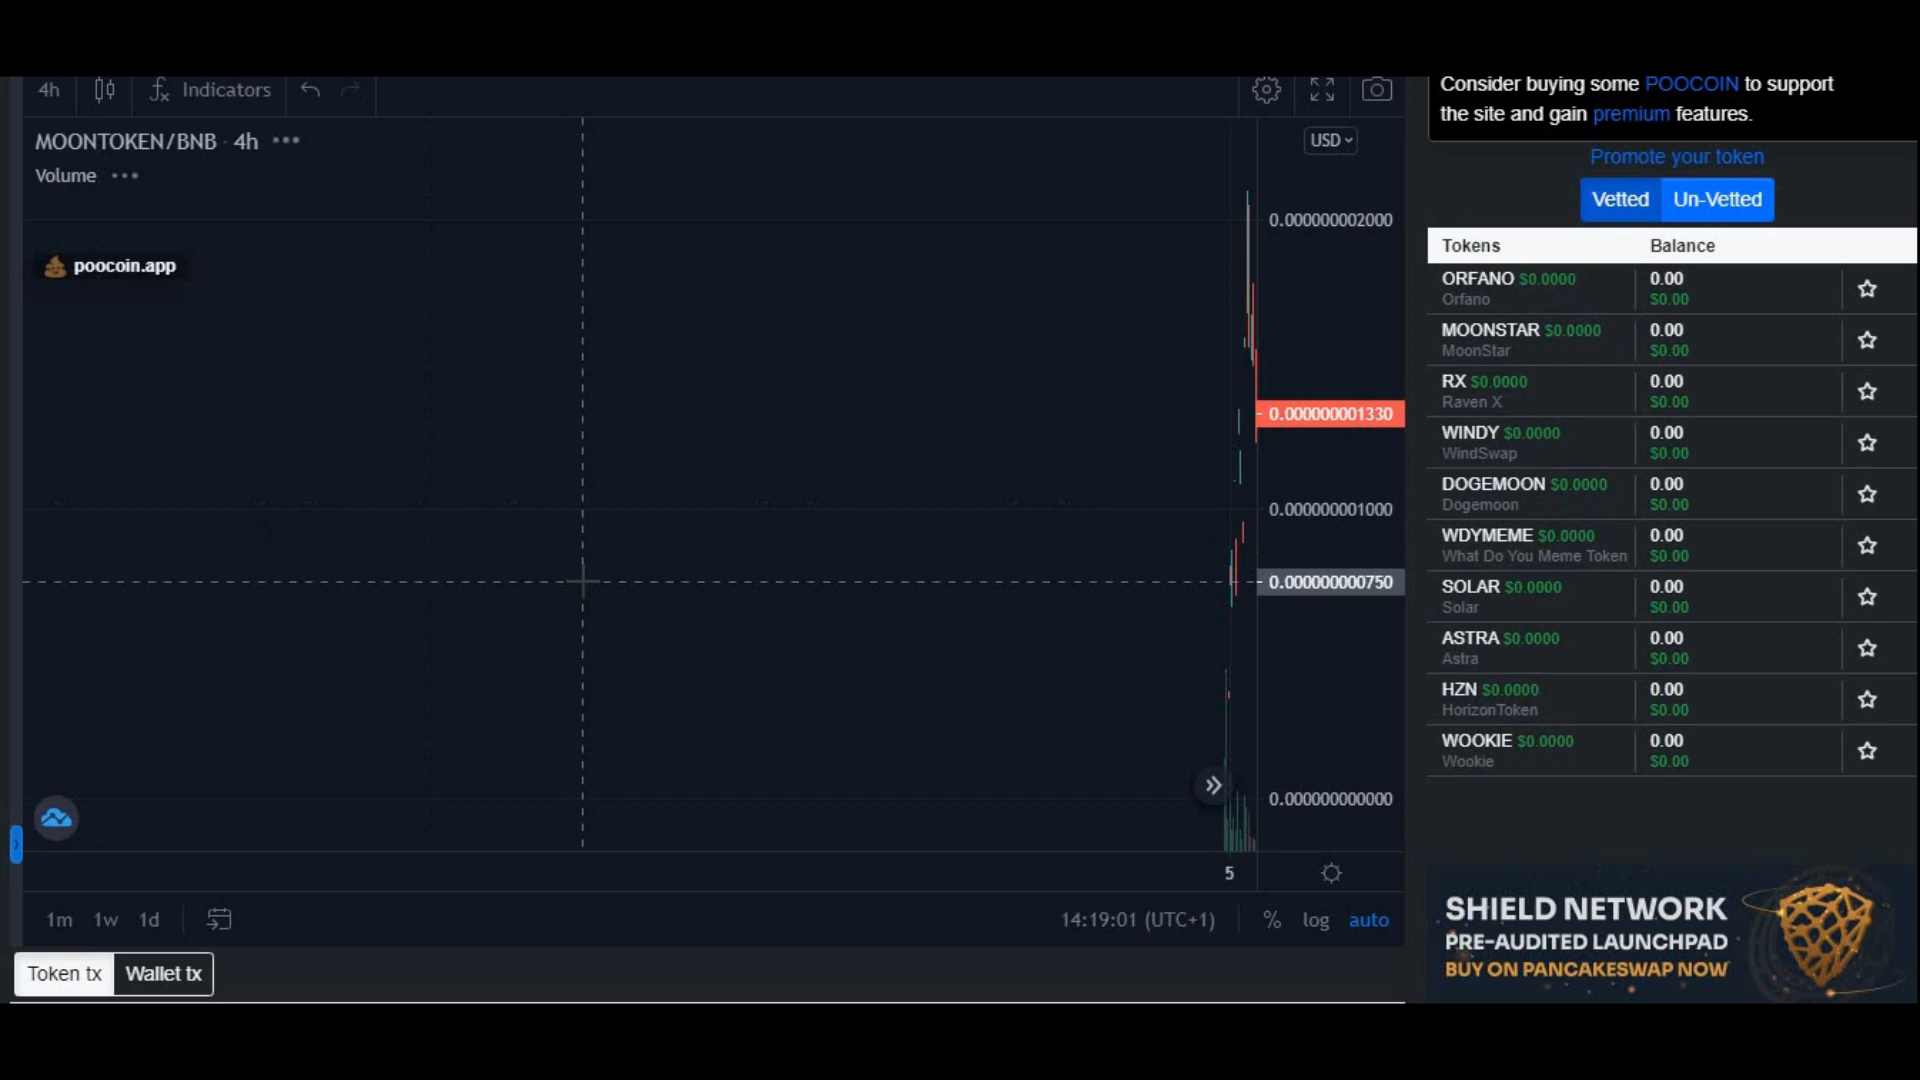 4h Indicators
MOONTOKEN/BNB · 4h
Volume
poocoin.app
USD
0.000000002000
0.000000001330
0.000000001000
0.000000000750
0.000000000000
5
1m 1w 1d
14:19:01 (UTC+1) % log auto
Token tx Wallet tx
Consider buying some POOCOIN to support
the site and gain premium features.
Promote your token
Vetted Un-Vetted
Tokens Balance
ORFANO $0.0000 0.00
Orfano $0.00
MOONSTAR $0.0000 0.00
MoonStar $0.00
RX $0.0000 0.00
Raven X $0.00
WINDY $0.0000 0.00
WindSwap $0.00
DOGEMOON $0.0000 0.00
Dogemoon $0.00
WDYMEME $0.0000 0.00
What Do You Meme Token $0.00
SOLAR $0.0000 0.00
Solar $0.00
ASTRA $0.0000 0.00
Astra $0.00
HZN $0.0000 0.00
HorizonToken $0.00
WOOKIE $0.0000 0.00
Wookie $0.00
SHIELD NETWORK
PRE-AUDITED LAUNCHPAD
BUY ON PANCAKESWAP NOW